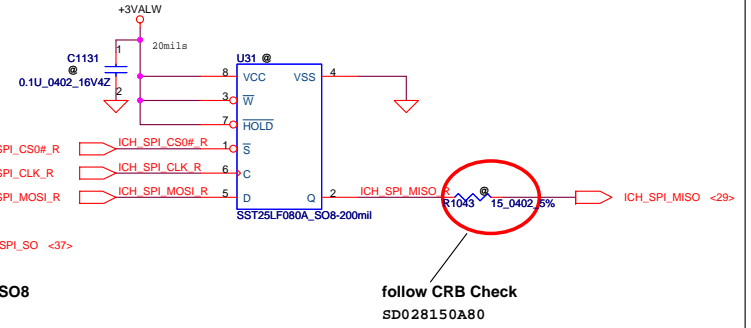 +3VALW
20mils
C1131
@
0.1U_0402_16V4Z
1
2
U31 @
8 VCC VSS 4
3 W
7 HOLD
SPI_CS0#_R ICH_SPI_CS0#_R 1 S
SPI_CLK_R ICH_SPI_CLK_R 6 C
SPI_MOSI_R ICH_SPI_MOSI_R 5 D Q 2 ICH_SPI_MISO_R @ ICH_SPI_MISO <29>
R1043 15_0402_5%
SST25LF080A_SO8-200mil
SPI_SO <37>
SO8
follow CRB Check
SD028150A80